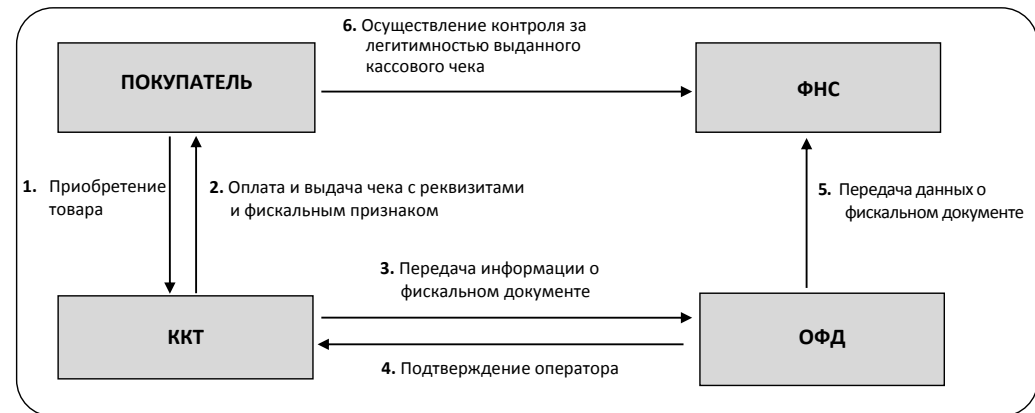 6. Осуществление контроля за
легитимностью выданного
кассового чека
ПОКУПАТЕЛЬ
ФНС
1. Приобретение
товара
2. Оплата и выдача чека с реквизитами
и фискальным признаком
5. Передача данных о
фискальном документе
3. Передача информации о
фискальном документе
ККТ
ОФД
4. Подтверждение оператора